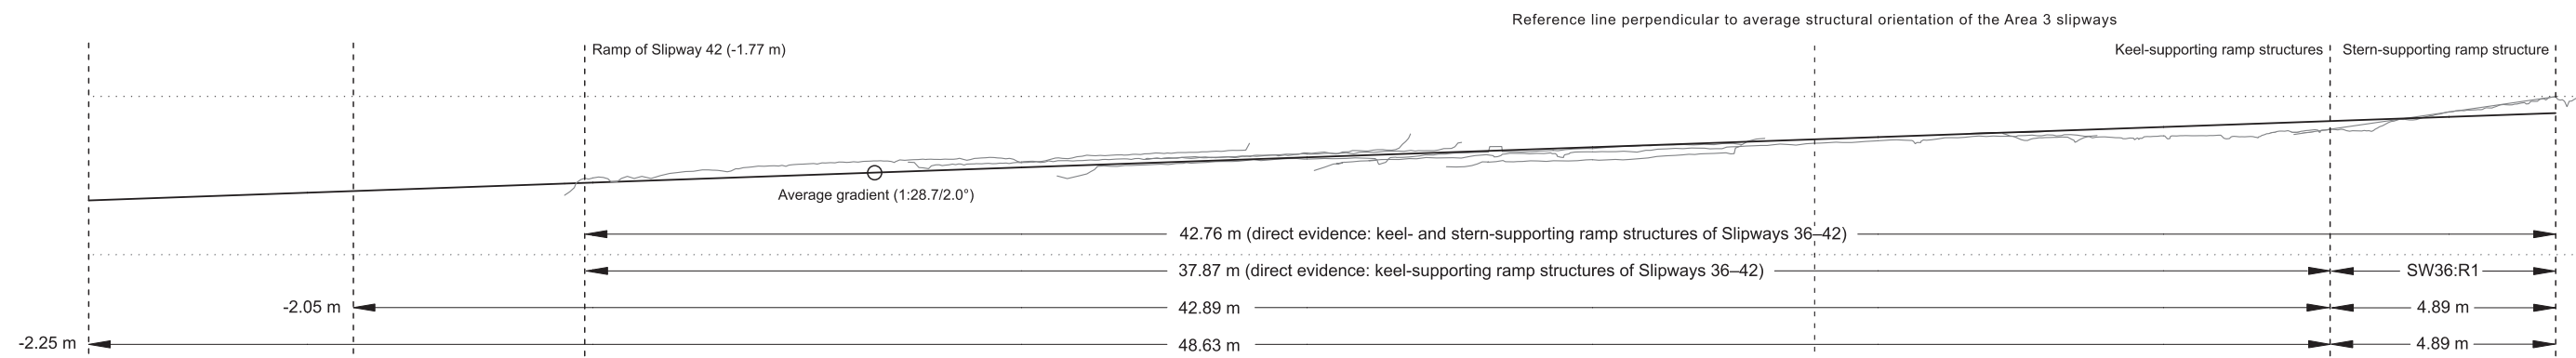 Reference line perpendicular to average structural orientation of the Area 3 slipways
Ramp of Slipway 42 (-1.77 m)
Keel-supporting ramp structures
Stern-supporting ramp structure
Average gradient (1:28.7/2.0°)
42.76 m (direct evidence: keel- and stern-supporting ramp structures of Slipways 36–42)
37.87 m (direct evidence: keel-supporting ramp structures of Slipways 36–42)
SW36:R1
-2.05 m
42.89 m
4.89 m
-2.25 m
48.63 m
4.89 m